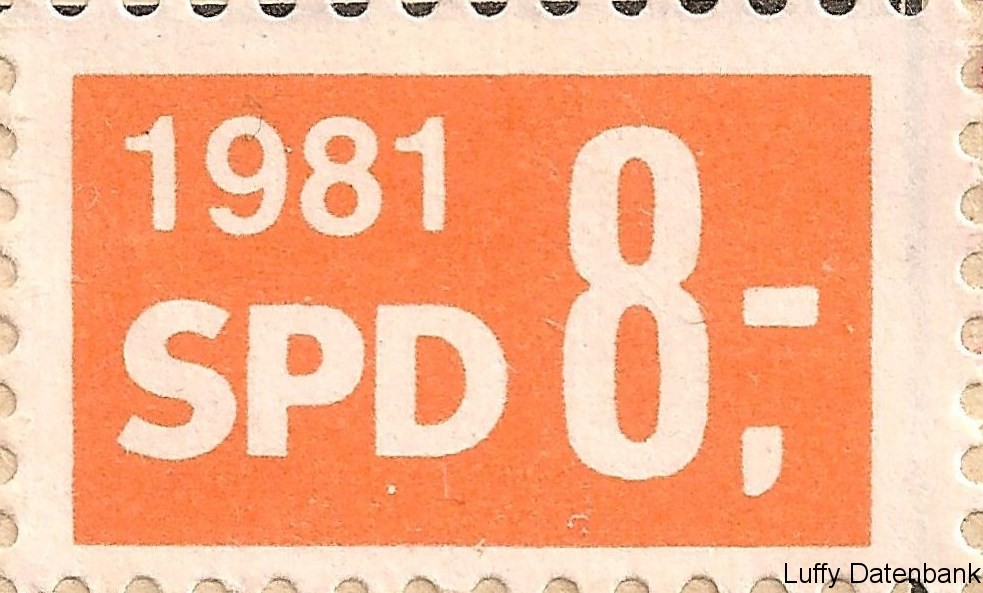 1981
SPD
8,-
Luffy Datenbank